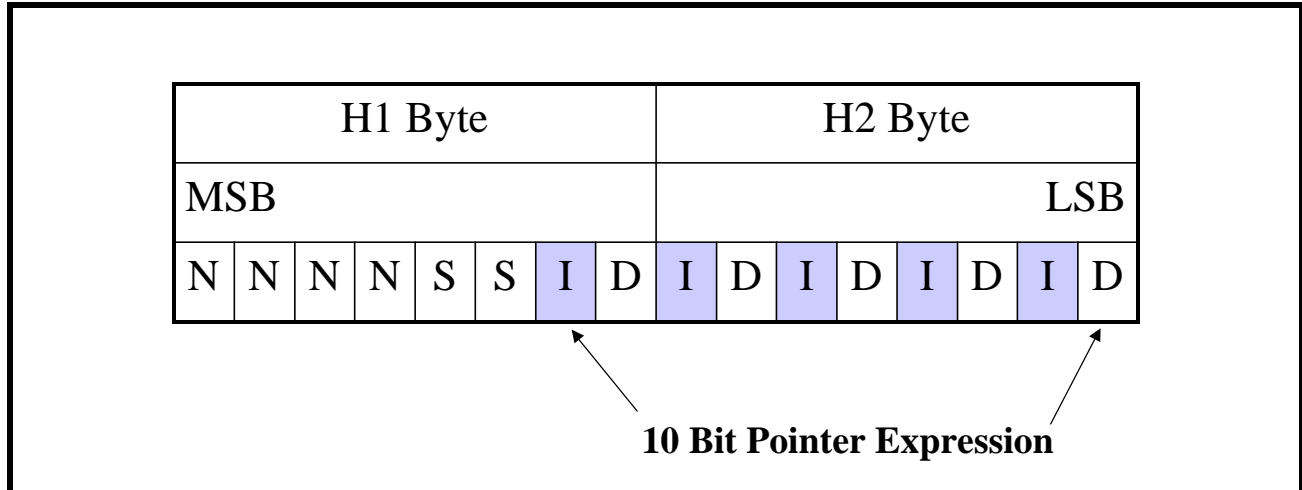 H1 Byte H2 Byte
MSB LSB
N N N N S S I D I D I D I D I D
10 Bit Pointer Expression